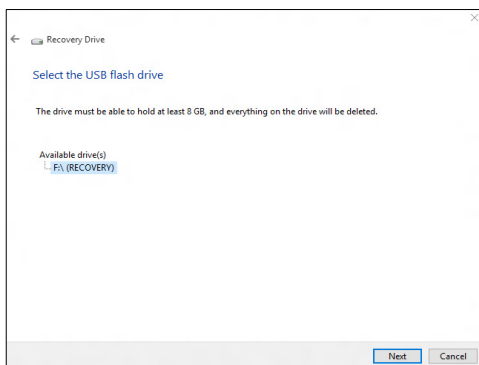 Recovery Drive
Select the USB flash drive
The drive must be able to hold at least 8 GB, and everything on the drive will be deleted.
Available drive(s)
F:\ (RECOVERY)
Next Cancel